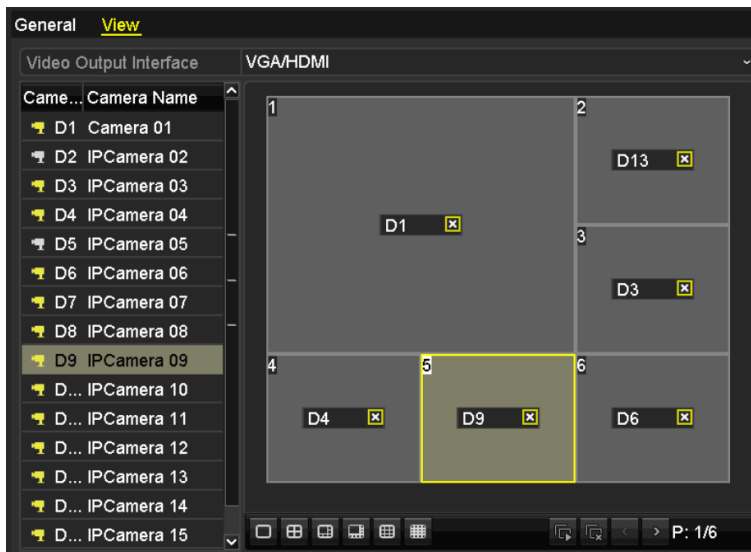 General View
Video Output Interface VGA/HDMI
Came... Camera Name
D1 Camera 01
D2 IPCamera 02
D3 IPCamera 03
D4 IPCamera 04
D5 IPCamera 05
D6 IPCamera 06
D7 IPCamera 07
D8 IPCamera 08
D9 IPCamera 09
D... IPCamera 10
D... IPCamera 11
D... IPCamera 12
D... IPCamera 13
D... IPCamera 14
D... IPCamera 15
1
D1
2
D13
3
D3
4
D4
5
D9
6
D6
P: 1/6